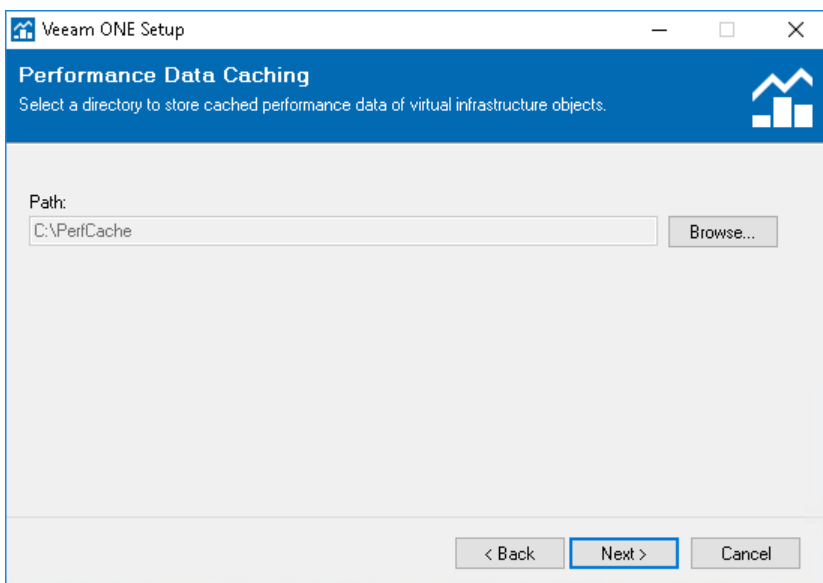 Veeam ONE Setup
Performance Data Caching
Select a directory to store cached performance data of virtual infrastructure objects.
Path:
C:\PerfCache
Browse...
< Back
Next >
Cancel